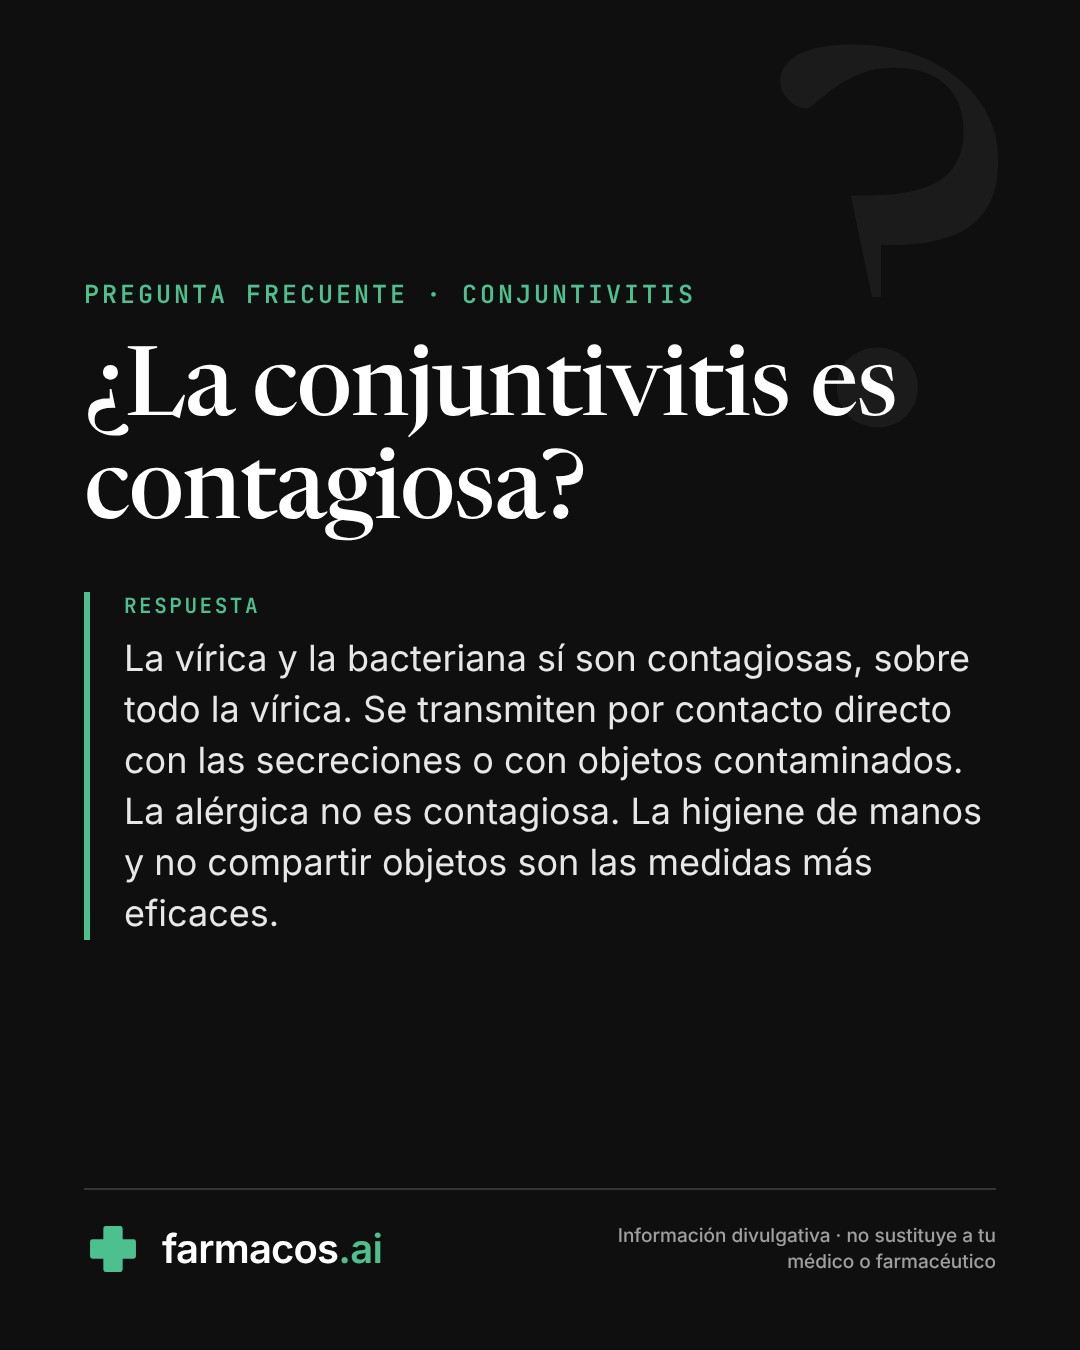 PREGUNTA FRECUENTE · CONJUNTIVITIS
¿La conjuntivitis es
contagiosa?
RESPUESTA
La vírica y la bacteriana sí son contagiosas, sobre
todo la vírica. Se transmiten por contacto directo
con las secreciones o con objetos contaminados.
La alérgica no es contagiosa. La higiene de manos
y no compartir objetos son las medidas más
eficaces.
farmacos.ai
Información divulgativa · no sustituye a tu
médico o farmacéutico